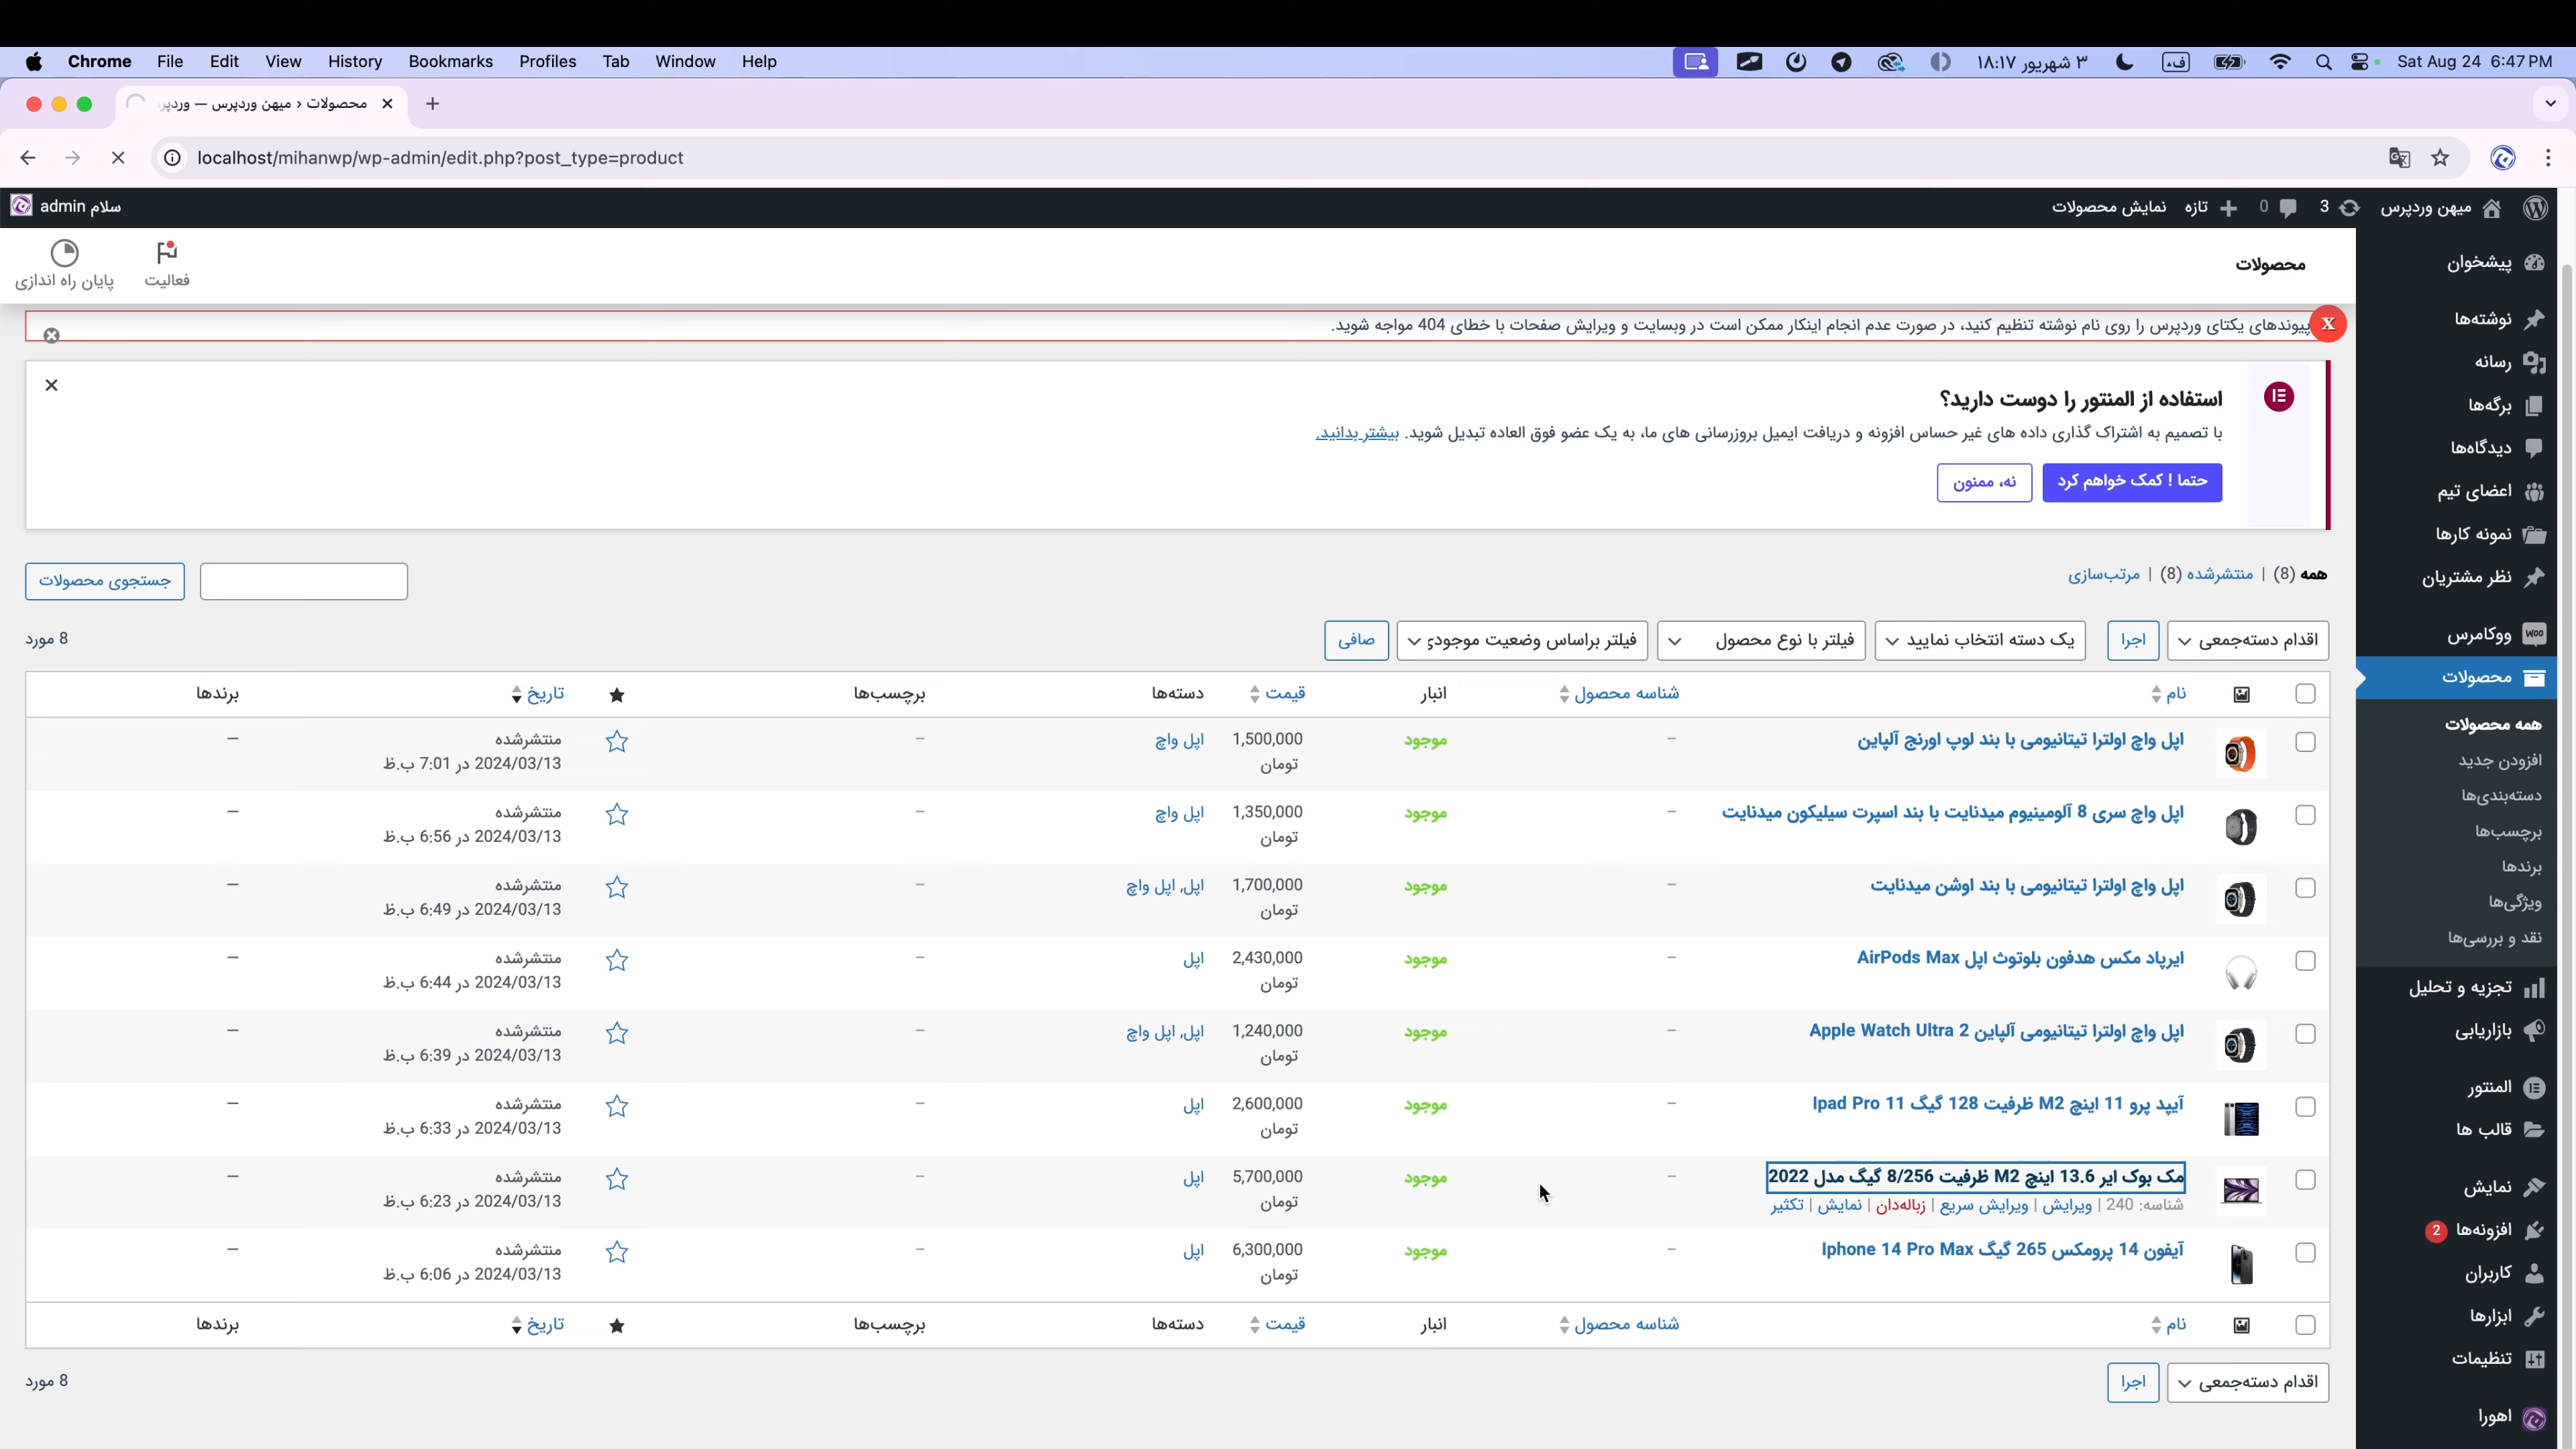 Chrome File Edit View History Bookmarks Profiles Tab Window Help
۳ شهریور ۱۸:۱۷
Sat Aug 24 6:47 PM
محصولات ‹ میهن وردپرس — وردپر
localhost/mihanwp/wp-admin/edit.php?post_type=product
میهن وردپرس 3 0 تازه نمایش محصولات
سلام admin
محصولات
فعالیت
پایان راه اندازی
پیوندهای یکتای وردپرس را روی نام نوشته تنظیم کنید، در صورت عدم انجام اینکار ممکن است در وبسایت و ویرایش صفحات با خطای 404 مواجه شوید.
X
استفاده از المنتور را دوست دارید؟
با تصمیم به اشتراک گذاری داده های غیر حساس افزونه و دریافت ایمیل بروزرسانی های ما، به یک عضو فوق العاده تبدیل شوید. بیشتر بدانید.
حتما ! کمک خواهم کرد
نه، ممنون
همه (8) | منتشرشده (8) | مرتب‌سازی
جستجوی محصولات
اقدام دسته‌جمعی اجرا یک دسته انتخاب نمایید فیلتر با نوع محصول فیلتر براساس وضعیت موجودی صافی
8 مورد
نام شناسه محصول انبار قیمت دسته‌ها برچسب‌ها تاریخ برندها
اپل واچ اولترا تیتانیومی با بند لوپ اورنج آلپاین – موجود 1,500,000 اپل واچ – منتشرشده —
تومان 2024/03/13 در 7:01 ب.ظ
اپل واچ سری 8 آلومینیوم میدنایت با بند اسپرت سیلیکون میدنایت – موجود 1,350,000 اپل واچ – منتشرشده —
تومان 2024/03/13 در 6:56 ب.ظ
اپل واچ اولترا تیتانیومی با بند اوشن میدنایت – موجود 1,700,000 اپل, اپل واچ – منتشرشده —
تومان 2024/03/13 در 6:49 ب.ظ
ایرپاد مکس هدفون بلوتوث اپل AirPods Max – موجود 2,430,000 اپل – منتشرشده —
تومان 2024/03/13 در 6:44 ب.ظ
اپل واچ اولترا تیتانیومی آلپاین Apple Watch Ultra 2 – موجود 1,240,000 اپل, اپل واچ – منتشرشده —
تومان 2024/03/13 در 6:39 ب.ظ
آیپد پرو 11 اینچ M2 ظرفیت 128 گیگ Ipad Pro 11 – موجود 2,600,000 اپل – منتشرشده —
تومان 2024/03/13 در 6:33 ب.ظ
مک بوک ایر 13.6 اینچ M2 ظرفیت 8/256 گیگ مدل 2022 – موجود 5,700,000 اپل – منتشرشده —
شناسه: 240 | ویرایش | ویرایش سریع | زباله‌دان | نمایش | تکثیر تومان 2024/03/13 در 6:23 ب.ظ
آیفون 14 پرومکس 265 گیگ Iphone 14 Pro Max – موجود 6,300,000 اپل – منتشرشده —
تومان 2024/03/13 در 6:06 ب.ظ
نام شناسه محصول انبار قیمت دسته‌ها برچسب‌ها تاریخ برندها
اقدام دسته‌جمعی اجرا
8 مورد
پیشخوان
نوشته‌ها
رسانه
برگه‌ها
دیدگاه‌ها
اعضای تیم
نمونه کارها
نظر مشتریان
ووکامرس
محصولات
همه محصولات
افزودن جدید
دسته‌بندی‌ها
برچسب‌ها
برندها
ویژگی‌ها
نقد و بررسی‌ها
تجزیه و تحلیل
بازاریابی
المنتور
قالب ها
نمایش
افزونه‌ها 2
کاربران
ابزارها
تنظیمات
اهورا